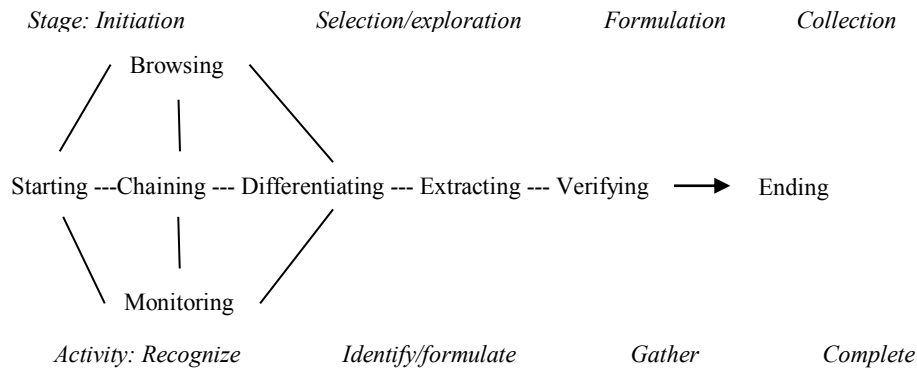 Stage: Initiation Selection/exploration Formulation Collection
Browsing
Starting ---Chaining --- Differentiating --- Extracting --- Verifying Ending
Monitoring
Activity: Recognize Identify/formulate Gather Complete